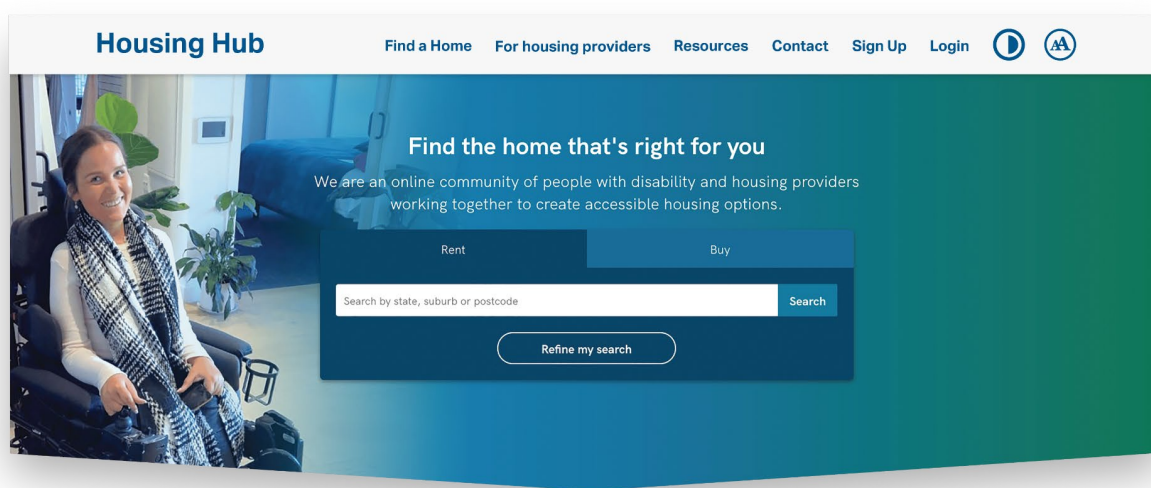 Housing Hub
Find a Home
For housing providers
Resources
Contact
Sign Up
Login
AA
Find the home that's right for you
We are an online community of people with disability and housing providers
working together to create accessible housing options.
Rent
Buy
Search by state, suburb or postcode
Search
Refine my search